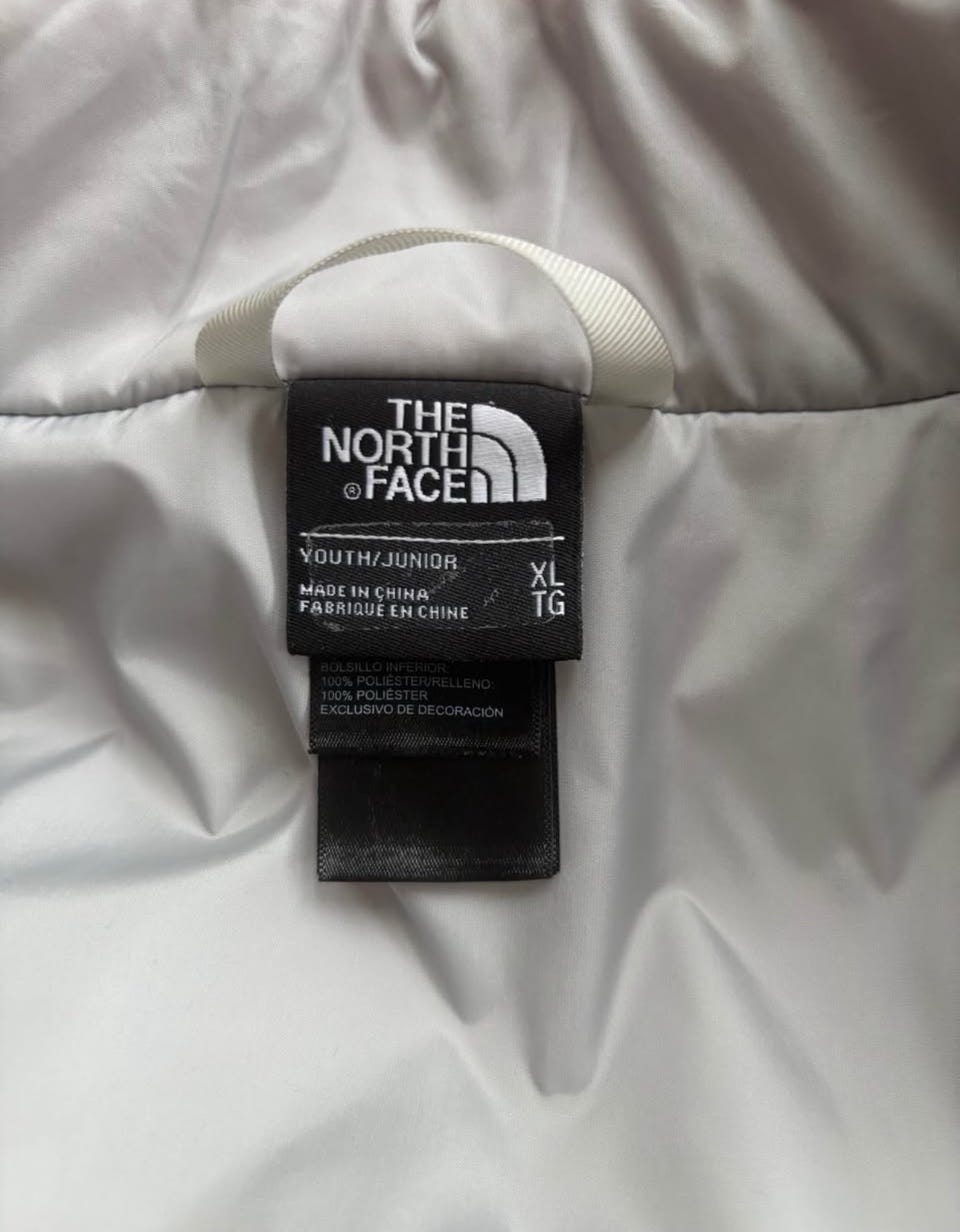 THE
NORTH
® FACE
YOUTH/JUNIOR
XL
MADE IN CHINA
TG
FABRIQUÉ EN CHINE
BOLSILLO INFERIOR:
100% POLIÉSTER/RELLENO:
100% POLIÉSTER
EXCLUSIVO DE DECORACIÓN